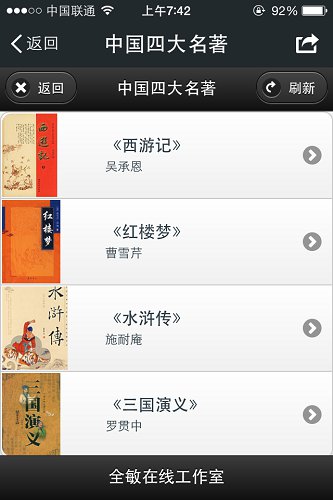 中国联通 上午7:42 92%
返回 中国四大名著
返回 中国四大名著 刷新
西游记
《西游记》
吴承恩
红楼梦
《红楼梦》
曹雪芹
水浒傳
《水浒传》
施耐庵
三国演义
《三国演义》
罗贯中
全敏在线工作室